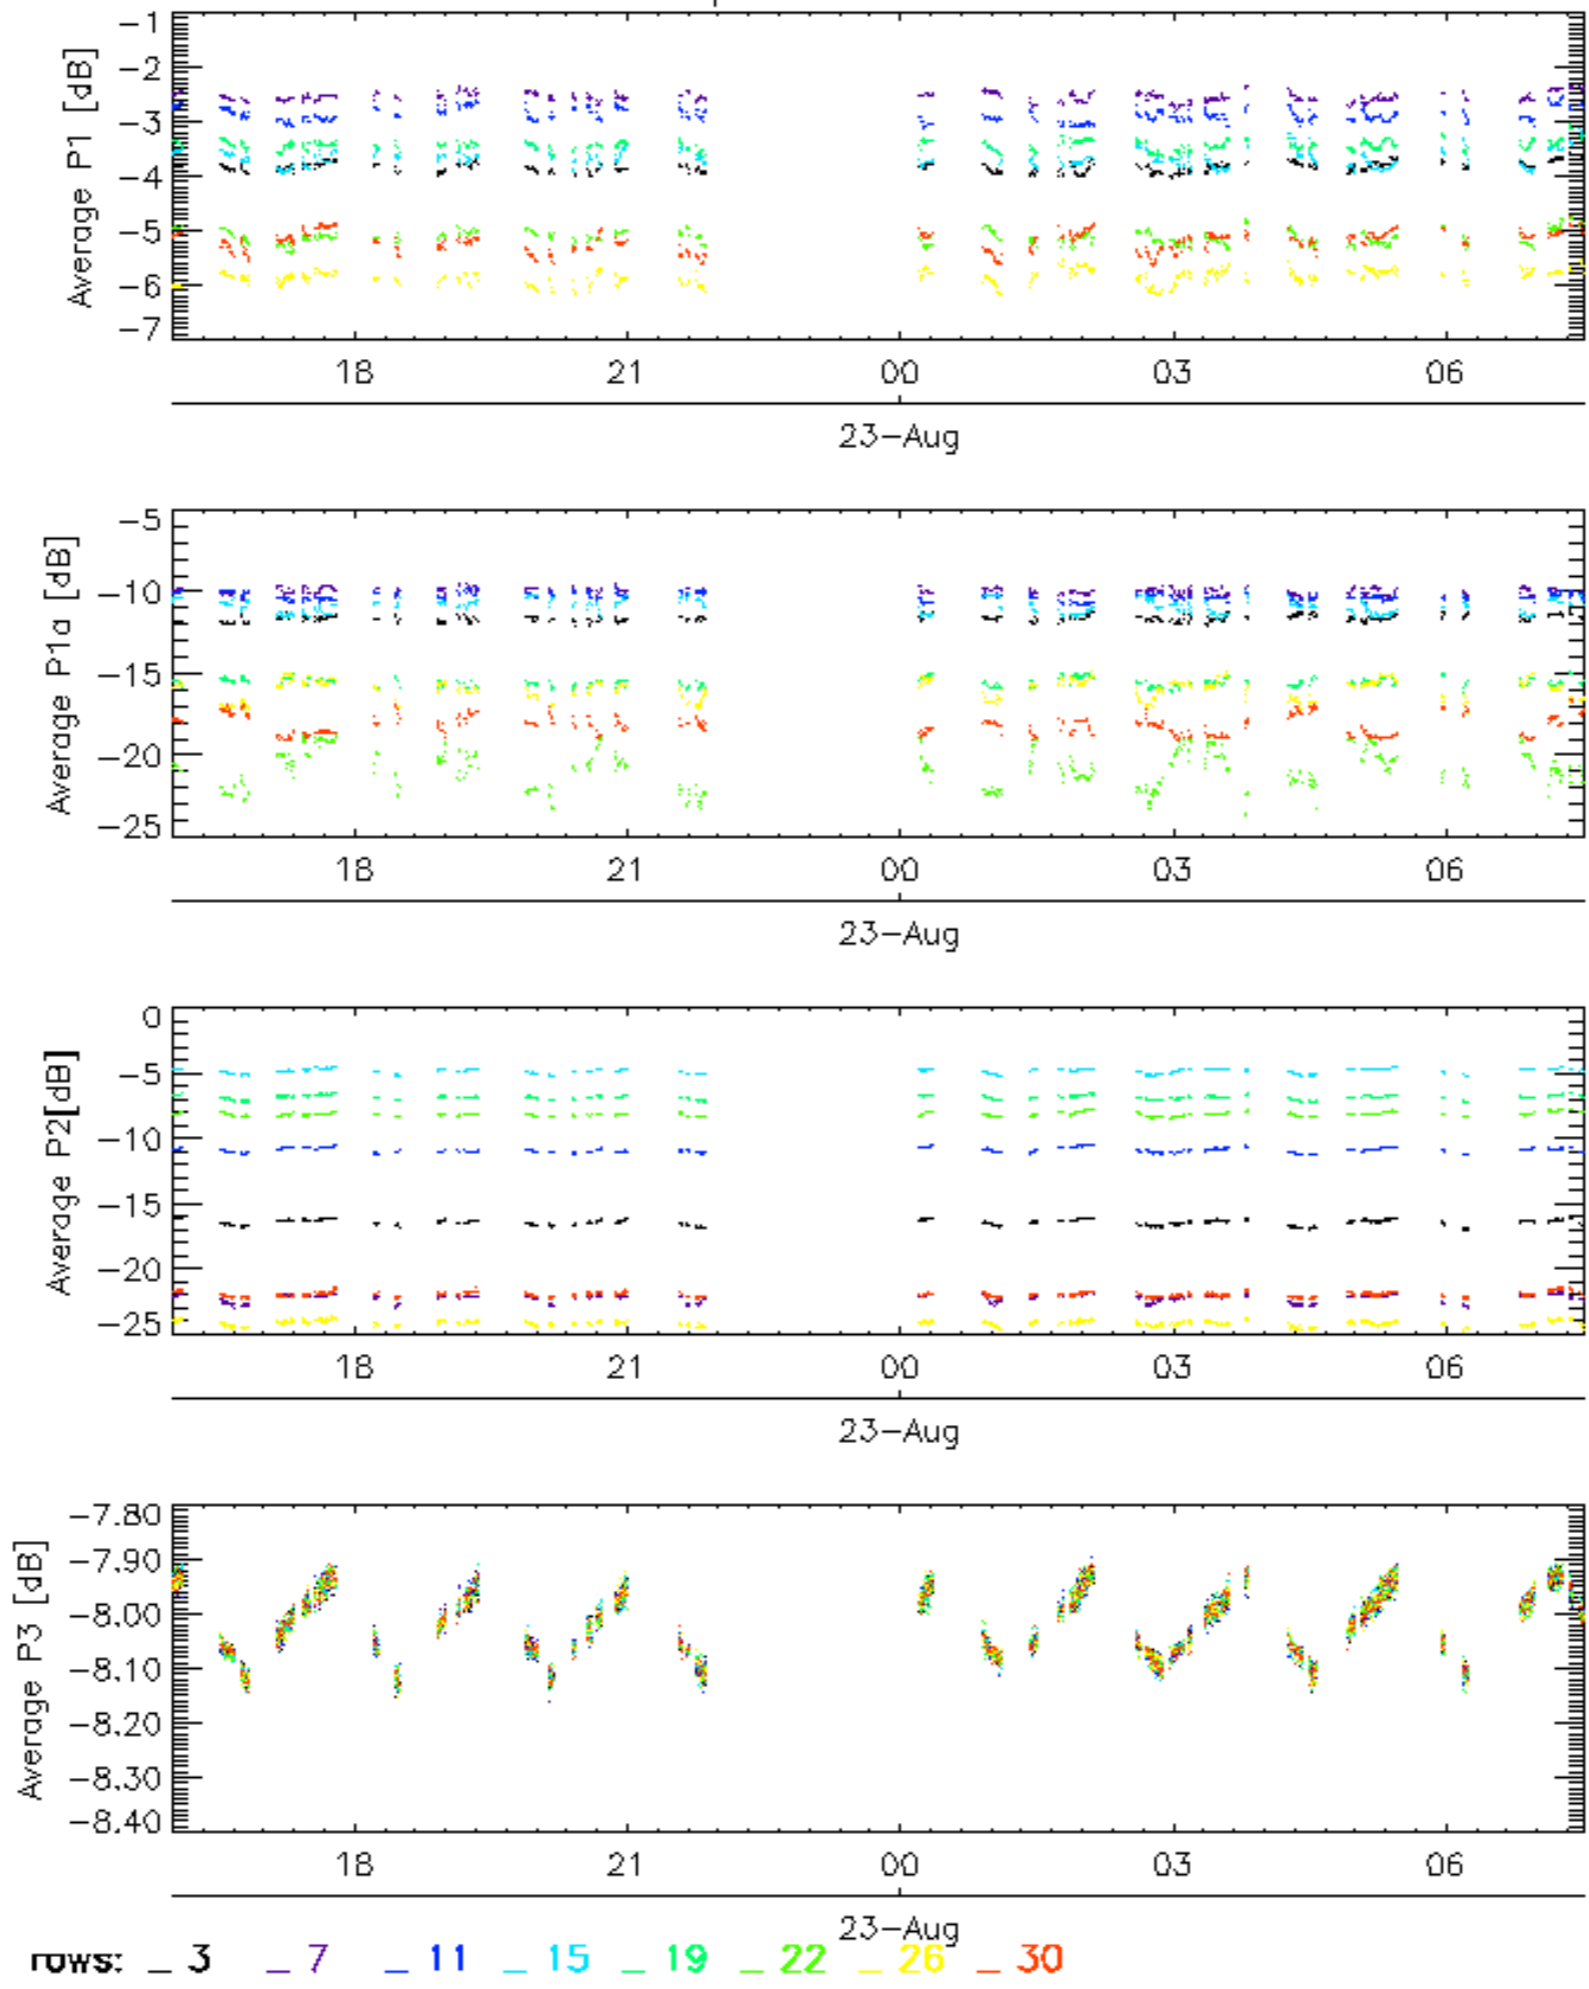 Average P1 [dB]
-1
-2
-3
-4
-5
-6
-7
18 21 00 03 06
23-Aug
Average P1a [dB]
-5
-10
-15
-20
-25
18 21 00 03 06
23-Aug
Average P2[dB]
0
-5
-10
-15
-20
-25
18 21 00 03 06
23-Aug
Average P3 [dB]
-7.80
-7.90
-8.00
-8.10
-8.20
-8.30
-8.40
18 21 00 03 06
23-Aug
rows: _ 3 _ 7 _ 11 _ 15 _ 19 _ 22 _ 26 _ 30